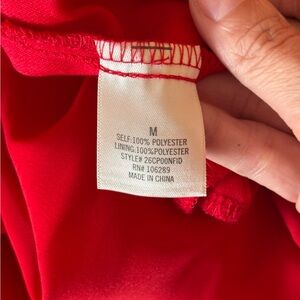 M
SELF:100% POLYESTER
LINING:100%POLYESTER
STYLE# 26CP00NFID
RN# 106289
MADE IN CHINA